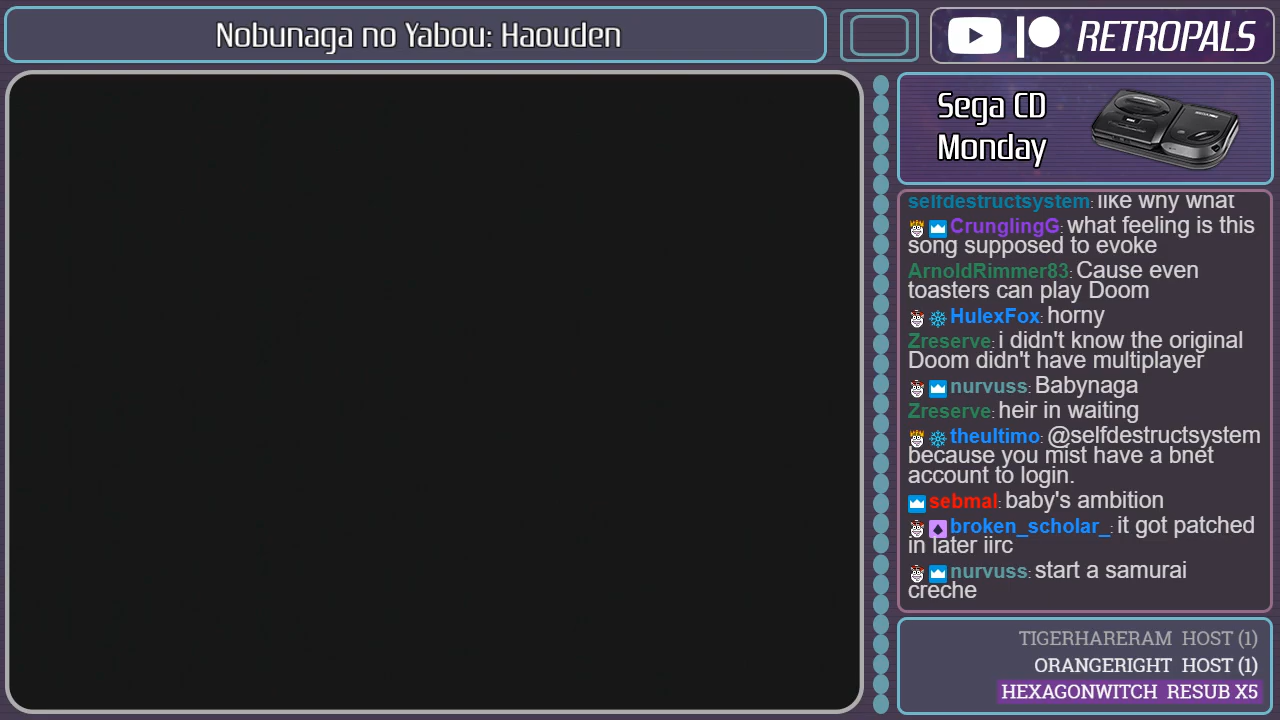 Nobunaga no Yabou: Haouden
RETROPALS
Sega CD
Monday
selfdestructsystem: like why what
CrunglingG: what feeling is this
song supposed to evoke
ArnoldRimmer83: Cause even
toasters can play Doom
HulexFox: horny
Zreserve: i didn't know the original
Doom didn't have multiplayer
nurvuss: Babynaga
Zreserve: heir in waiting
theultimo: @selfdestructsystem
because you mist have a bnet
account to login.
sebmal: baby's ambition
broken_scholar_: it got patched
in later iirc
nurvuss: start a samurai
creche
TIGERHARERAM HOST (1)
ORANGERIGHT HOST (1)
HEXAGONWITCH RESUB X5